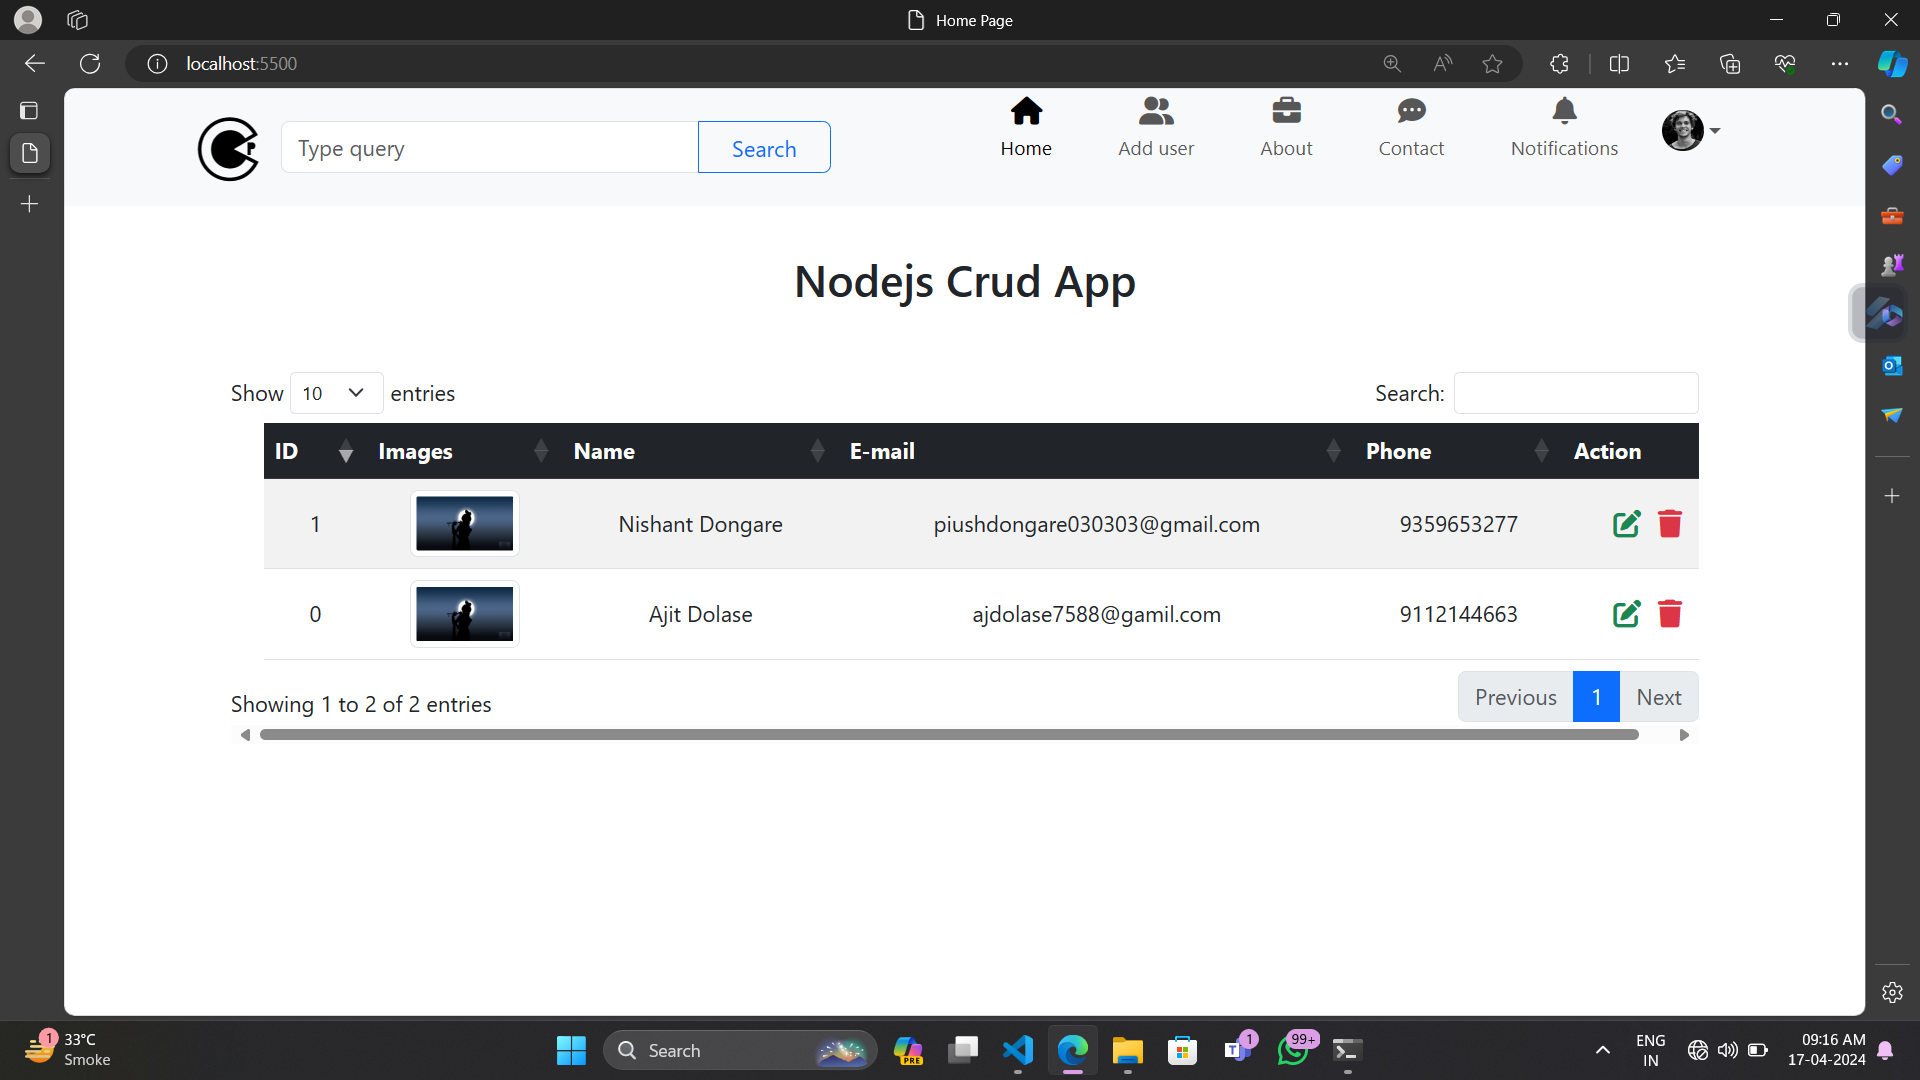 Home Page
localhost:5500
Type query
Search
Home
Add user
About
Contact
Notifications
Nodejs Crud App
Show 10 entries
Search:
ID Images Name E-mail Phone Action
1 Nishant Dongare piushdongare030303@gmail.com 9359653277
0 Ajit Dolase ajdolase7588@gamil.com 9112144663
Showing 1 to 2 of 2 entries
Previous 1 Next
1
33°C
Smoke
Search
PRE
1
99+
ENG
IN
09:16 AM
17-04-2024